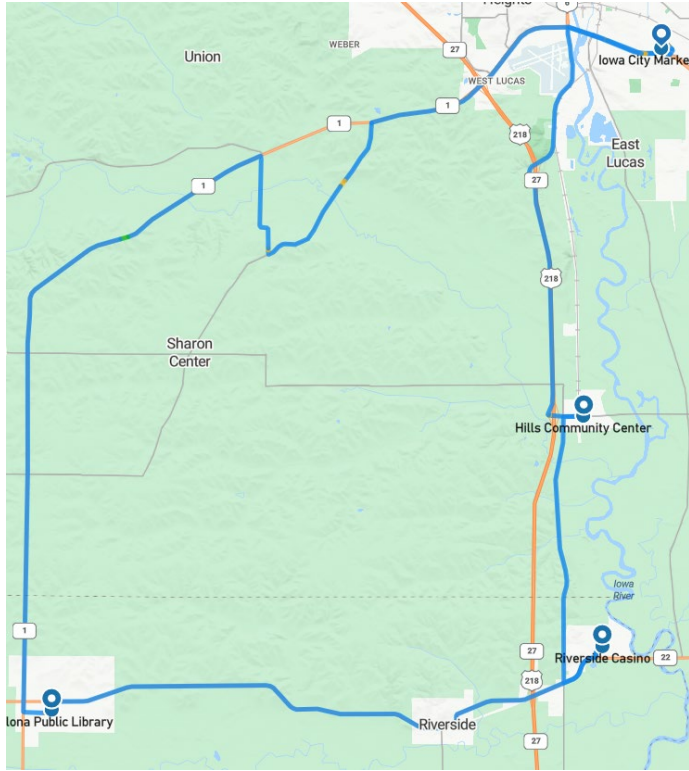 Heights
6
WEBER
27
Iowa City Marke
Union
WEST LUCAS
1
1
218
East
Lucas
27
1
218
Sharon
Center
Hills Community Center
Iowa
River
1
27
Riverside Casino
22
218
lona Public Library
Riverside
27